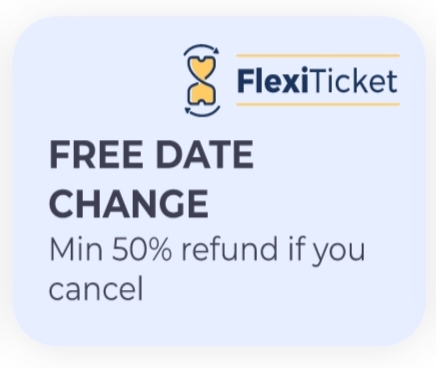 FlexiTicket
FREE DATE
CHANGE
Min 50% refund if you
cancel